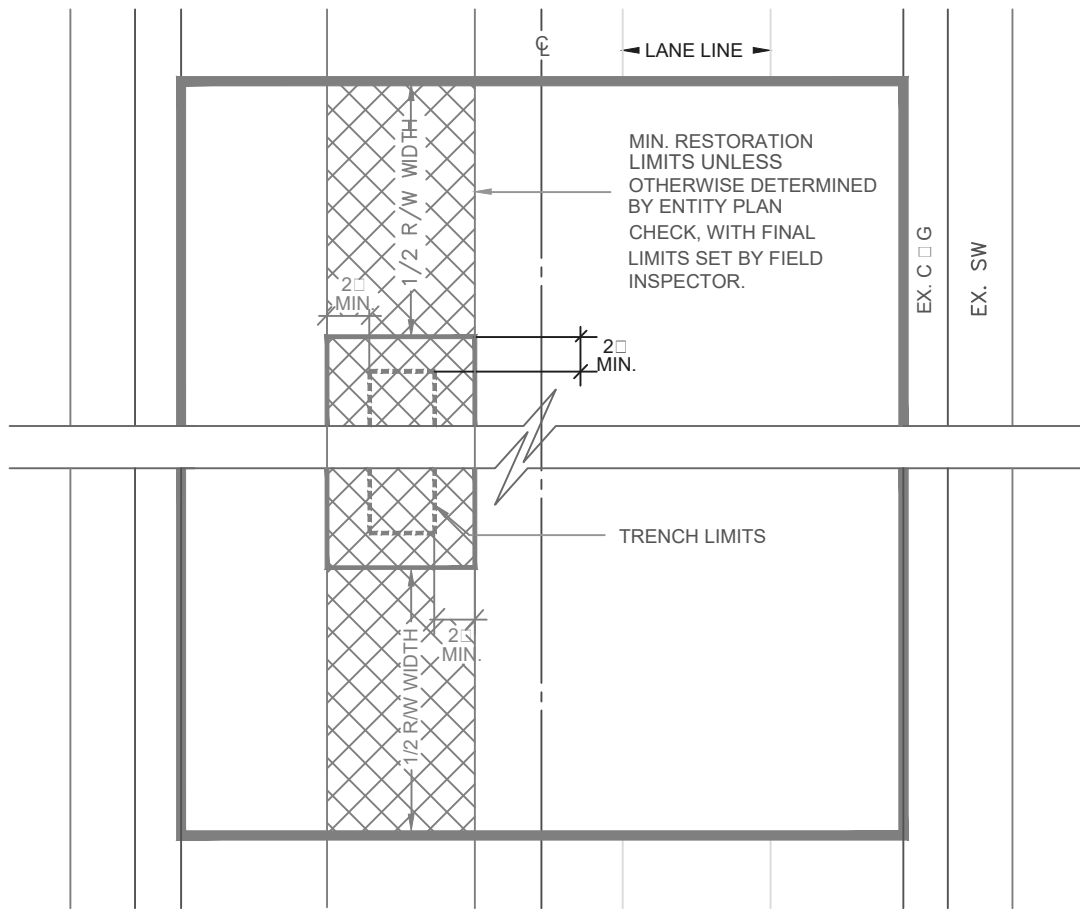 ℄
LANE LINE
MIN. RESTORATION
LIMITS UNLESS
OTHERWISE DETERMINED
BY ENTITY PLAN
CHECK, WITH FINAL
LIMITS SET BY FIELD
INSPECTOR.
1/2 R/W WIDTH
2□
MIN.
2□
MIN.
EX. C □ G
EX. SW
TRENCH LIMITS
2□
MIN.
1/2 R/W WIDTH